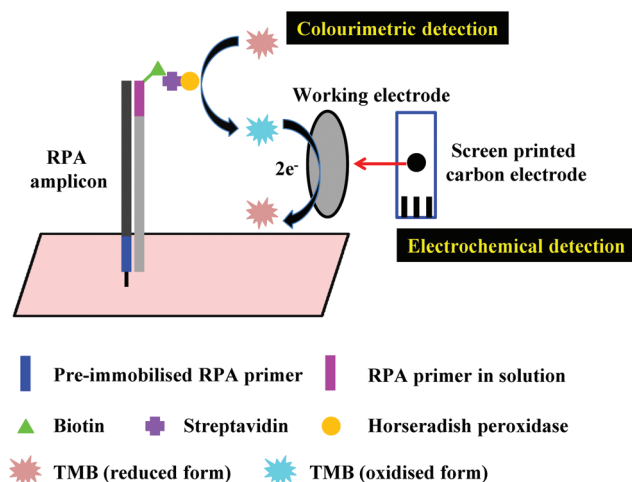 Colourimetric detection
Working electrode
RPA
amplicon
2e-
Screen printed
carbon electrode
Electrochemical detection
Pre-immobilised RPA primer
RPA primer in solution
Biotin
Streptavidin
Horseradish peroxidase
TMB (reduced form)
TMB (oxidised form)